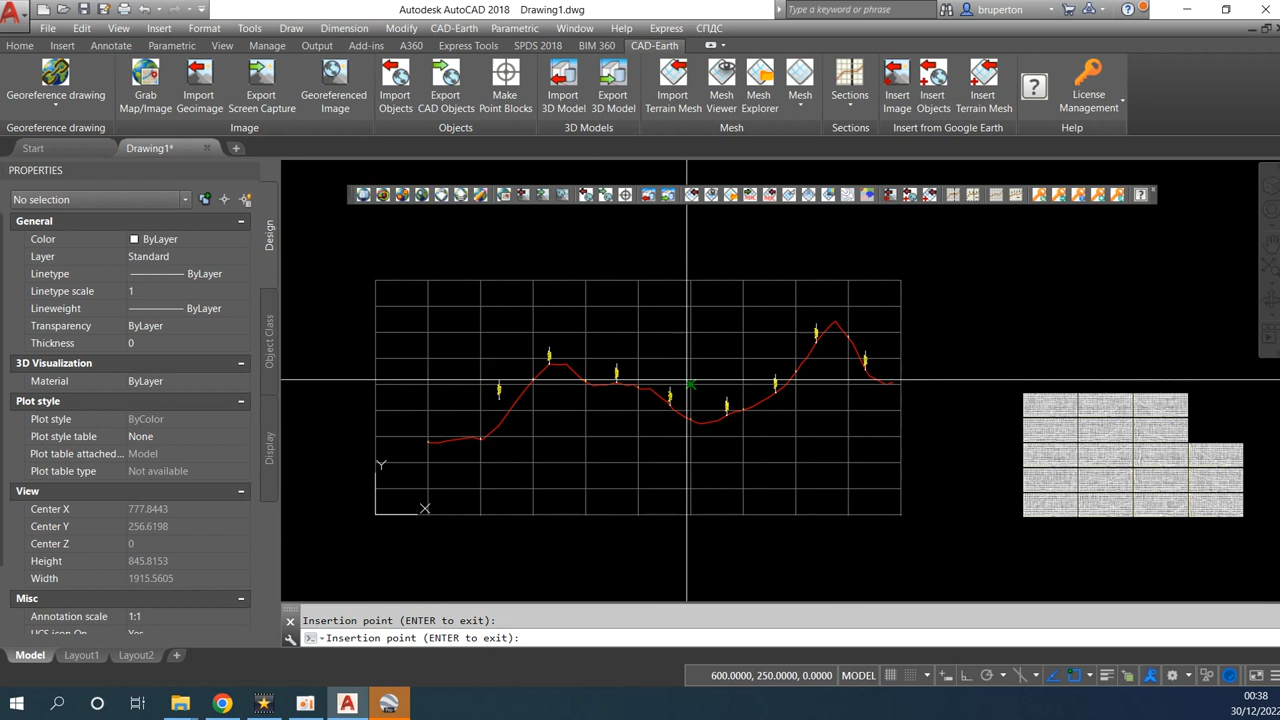 Autodesk AutoCAD 2018 Drawing1.dwg
Type a keyword or phrase
bruperton
File Edit View Insert Format Tools Draw Dimension Modify CAD-Earth Parametric Window Help Express СПДС
Home Insert Annotate Parametric View Manage Output Add-ins A360 Express Tools SPDS 2018 BIM 360 CAD-Earth
Georeference drawing
Grab Map/Image
Import Geoimage
Export Screen Capture
Georeferenced Image
Import Objects
Export CAD Objects
Make Point Blocks
Import 3D Model
Export 3D Model
Import Terrain Mesh
Mesh Viewer
Mesh Explorer
Mesh
Sections
Insert Image
Insert Objects
Insert Terrain Mesh
License Management
Georeference drawing Image Objects 3D Models Mesh Sections Insert from Google Earth Help
Start Drawing1*
PROPERTIES
No selection
General
Color ByLayer
Layer Standard
Linetype ByLayer
Linetype scale 1
Lineweight ByLayer
Transparency ByLayer
Thickness 0
3D Visualization
Material ByLayer
Plot style
Plot style ByColor
Plot style table None
Plot table attached... Model
Plot table type Not available
View
Center X 777.8443
Center Y 256.6198
Center Z 0
Height 845.8153
Width 1915.5605
Misc
Annotation scale 1:1
UCS icon On Yes
Design
Object Class
Display
Y
X
Insertion point (ENTER to exit):
Insertion point (ENTER to exit):
Model Layout1 Layout2
600.0000, 250.0000, 0.0000 MODEL
00:38
30/12/2022